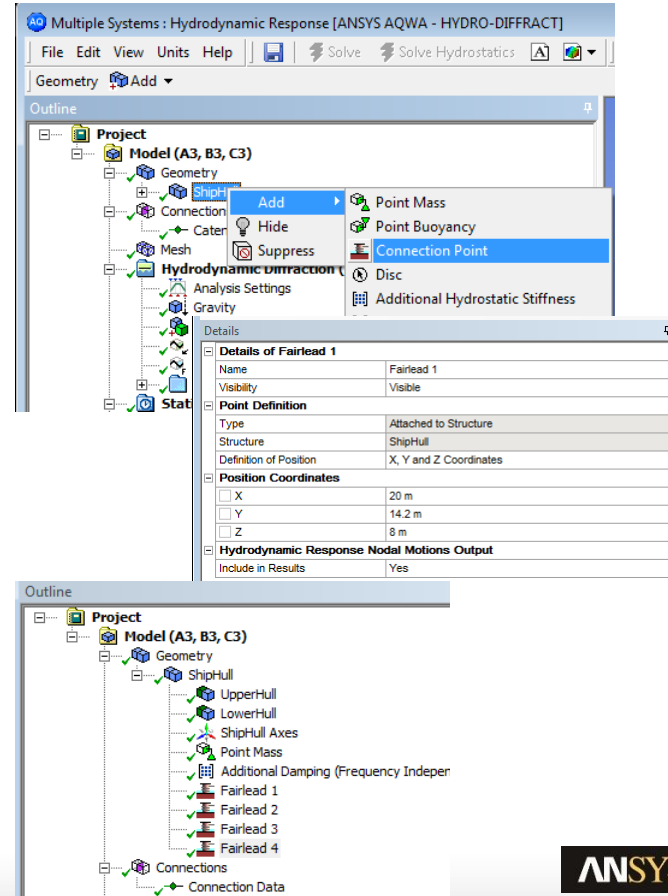 Multiple Systems : Hydrodynamic Response [ANSYS AQWA - HYDRO-DIFFRACT]
File Edit View Units Help Solve Solve Hydrostatics A
Geometry Add
Outline
Project
Model (A3, B3, C3)
Geometry
ShipH
Add
Point Mass
Connection
Hide
Point Buoyancy
Cater
Suppress
Connection Point
Mesh
Disc
Hydrodynamic Diffraction (
Additional Hydrostatic Stiffness
Analysis Settings
Gravity
Stati
Details
Details of Fairlead 1
Name Fairlead 1
Visibility Visible
Point Definition
Type Attached to Structure
Structure ShipHull
Definition of Position X, Y and Z Coordinates
Position Coordinates
X 20 m
Y 14.2 m
Z 8 m
Hydrodynamic Response Nodal Motions Output
Include in Results Yes
Outline
Project
Model (A3, B3, C3)
Geometry
ShipHull
UpperHull
LowerHull
ShipHull Axes
Point Mass
Additional Damping (Frequency Indepen
Fairlead 1
Fairlead 2
Fairlead 3
Fairlead 4
Connections
Connection Data
ANSY